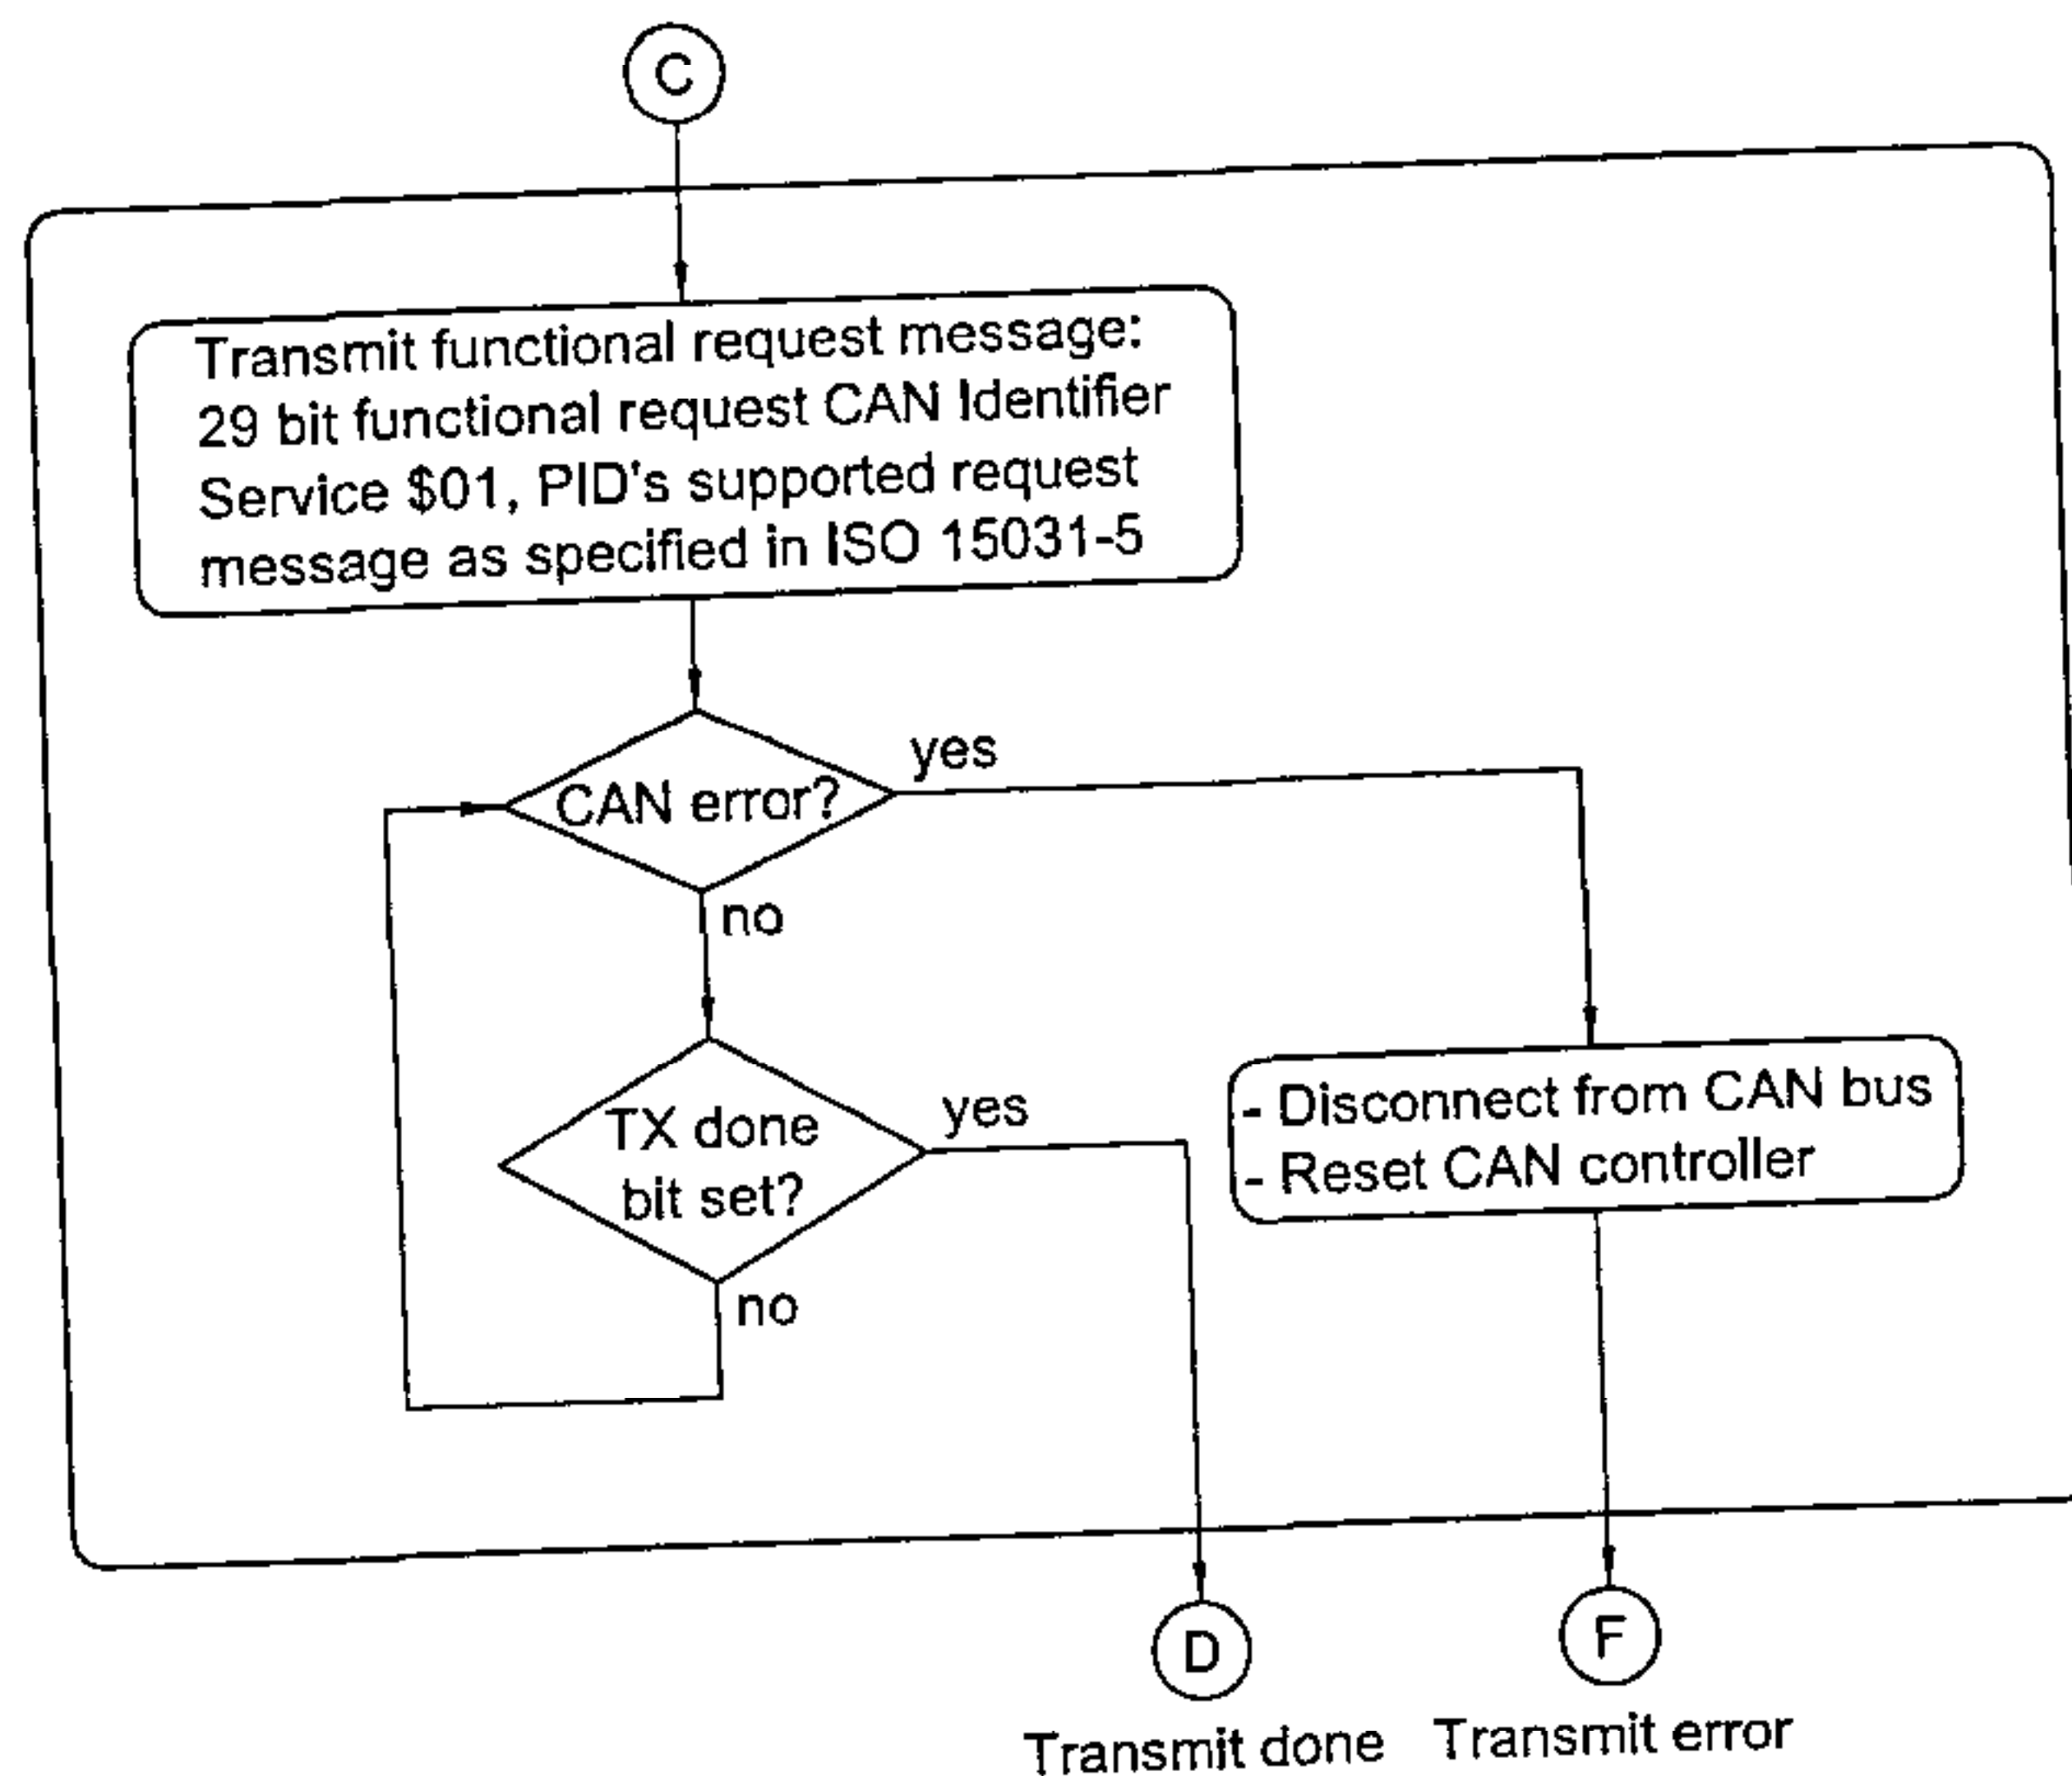 C
Transmit functional request message:
29 bit functional request CAN Identifier
Service $01, PID's supported request
message as specified in ISO 15031-5
CAN error?
yes
no
TX done
bit set?
yes
no
- Disconnect from CAN bus
- Reset CAN controller
D
F
Transmit done
Transmit error